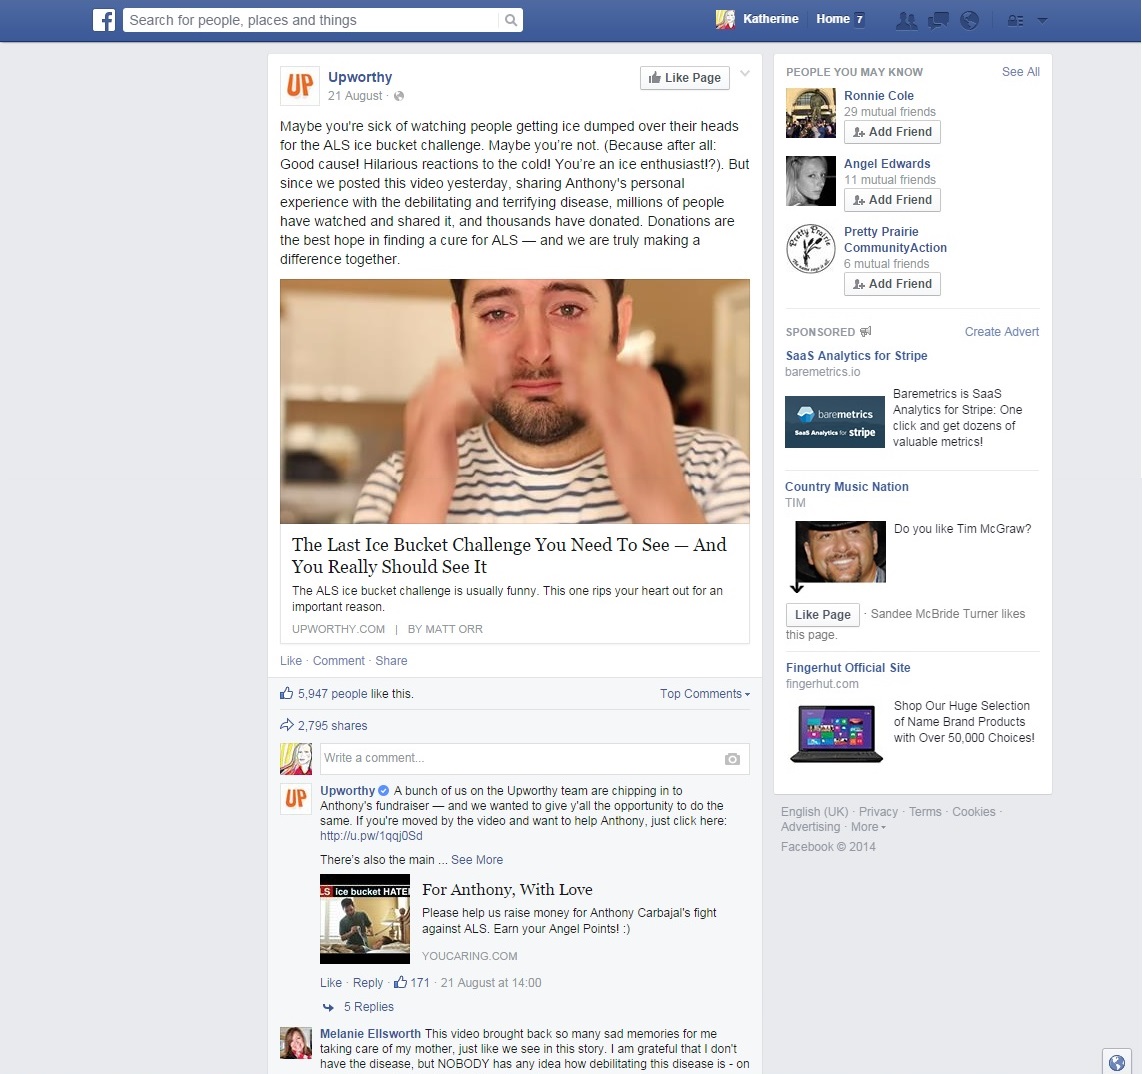 Search for people, places and things
Katherine
Home 7
UP
Upworthy
21 August ·
Like Page
Maybe you're sick of watching people getting ice dumped over their heads
for the ALS ice bucket challenge. Maybe you're not. (Because after all:
Good cause! Hilarious reactions to the cold! You're an ice enthusiast!?). But
since we posted this video yesterday, sharing Anthony's personal
experience with the debilitating and terrifying disease, millions of people
have watched and shared it, and thousands have donated. Donations are
the best hope in finding a cure for ALS — and we are truly making a
difference together.
The Last Ice Bucket Challenge You Need To See — And
You Really Should See It
The ALS ice bucket challenge is usually funny. This one rips your heart out for an
important reason.
UPWORTHY.COM | BY MATT ORR
Like · Comment · Share
5,947 people like this.
Top Comments
2,795 shares
Write a comment...
UP
Upworthy A bunch of us on the Upworthy team are chipping in to
Anthony's fundraiser — and we wanted to give y'all the opportunity to do the
same. If you're moved by the video and want to help Anthony, just click here:
http://u.pw/1qqj0Sd
There's also the main ... See More
LS ice bucket HATE
For Anthony, With Love
Please help us raise money for Anthony Carbajal's fight
against ALS. Earn your Angel Points! :)
YOUCARING.COM
Like · Reply · 171 · 21 August at 14:00
5 Replies
Melanie Ellsworth This video brought back so many sad memories for me
taking care of my mother, just like we see in this story. I am grateful that I don't
have the disease, but NOBODY has any idea how debilitating this disease is - on
PEOPLE YOU MAY KNOW
See All
Ronnie Cole
29 mutual friends
Add Friend
Angel Edwards
11 mutual friends
Add Friend
Pretty Prairie
Pretty Prairie
CommunityAction
6 mutual friends
Add Friend
SPONSORED
Create Advert
SaaS Analytics for Stripe
baremetrics.io
baremetrics
SaaS Analytics for stripe
Baremetrics is SaaS
Analytics for Stripe: One
click and get dozens of
valuable metrics!
Country Music Nation
TIM
Do you like Tim McGraw?
Like Page · Sandee McBride Turner likes
this page.
Fingerhut Official Site
fingerhut.com
Shop Our Huge Selection
of Name Brand Products
with Over 50,000 Choices!
English (UK) · Privacy · Terms · Cookies ·
Advertising · More
Facebook © 2014